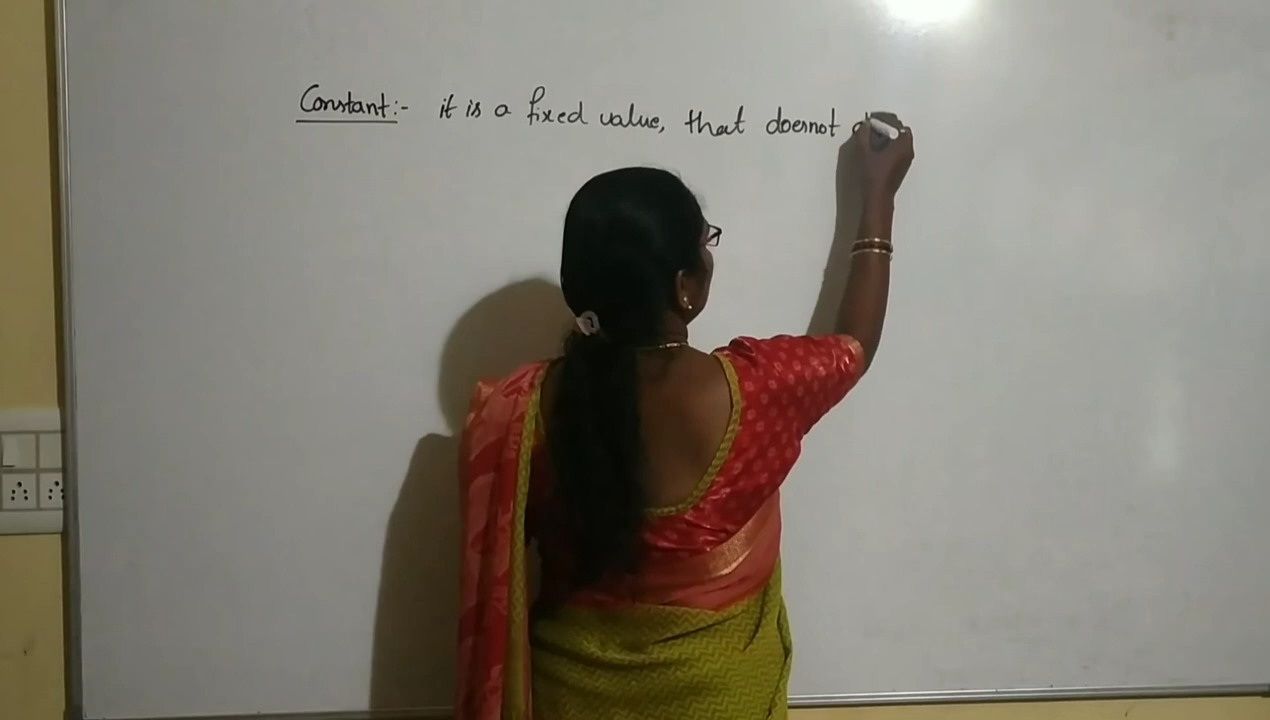 Constant:- it is a fixed value, that doesnot